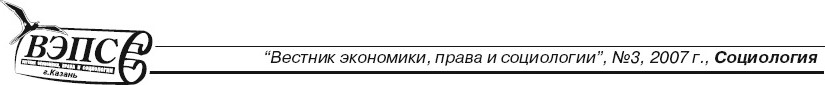 ВЭПС
г.Казань
“Вестник экономики, права и социологии”, №3, 2007 г., Социология